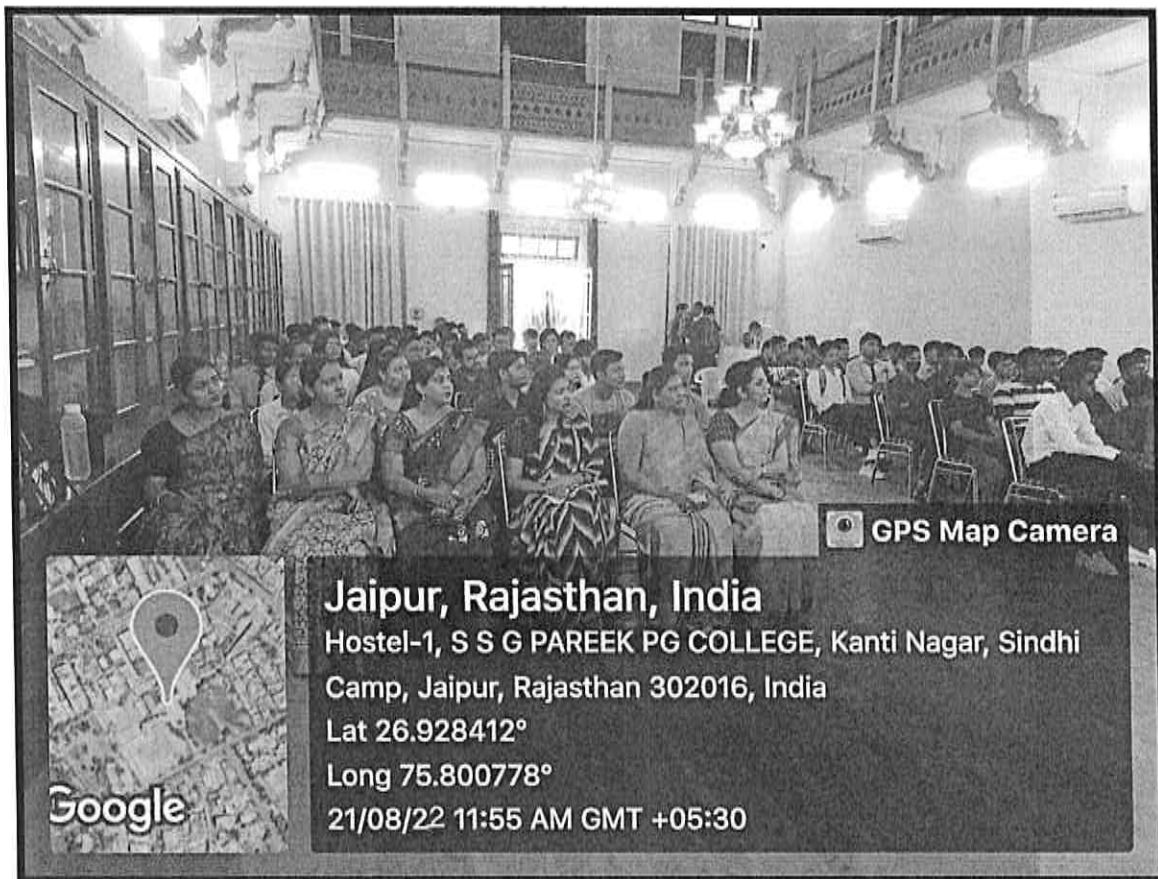 GPS Map Camera
Jaipur, Rajasthan, India
Hostel-1, S S G PAREEK PG COLLEGE, Kanti Nagar, Sindhi
Camp, Jaipur, Rajasthan 302016, India
Lat 26.928412°
Long 75.800778°
21/08/22 11:55 AM GMT +05:30
Google